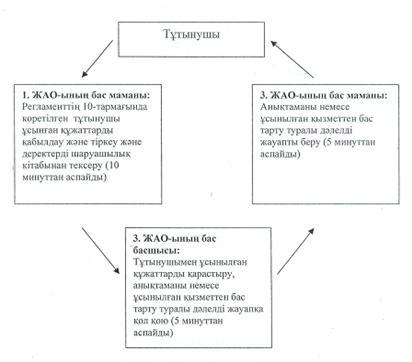 Тұтынушы
1. ЖАО-ының бас маманы:
Регламенттің 10-тармағында
көретілген тұтынушы
ұсынған құжаттарды
қабылдау және тіркеу және
деректерді шаруашылық
кітабынан тексеру (10
минуттан аспайды)
3. ЖАО-ының бас маманы:
Анықтаманы немесе
ұсынылған қызметтен бас
тарту туралы дәлелді
жауапты беру (5 минуттан
аспайды)
3. ЖАО-ының бас
басшысы:
Тұтынушымен ұсынылған
құжаттарды қарастыру,
анықтаманы немесе
ұсынылған қызметтен бас
тарту туралы дәлелді жауапқа
қол қою (5 минуттан
аспайды)